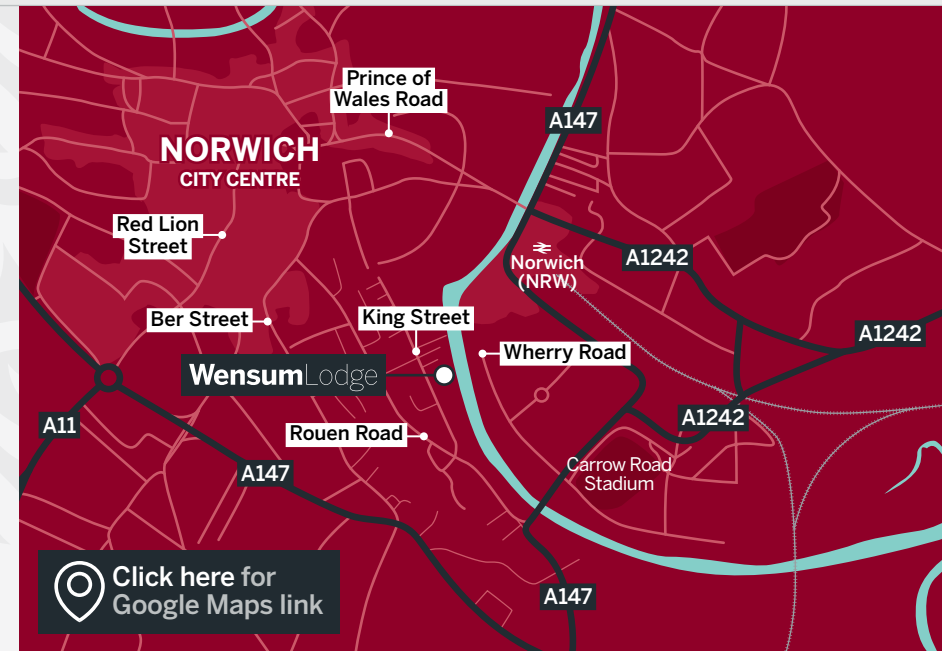 Prince of
Wales Road
A147
NORWICH
CITY CENTRE
Red Lion
Street
Norwich
(NRW)
A1242
Ber Street
King Street
A1242
Wherry Road
WensumLodge
A1242
A11
Rouen Road
A147
Carrow Road
Stadium
Click here for
Google Maps link
A147